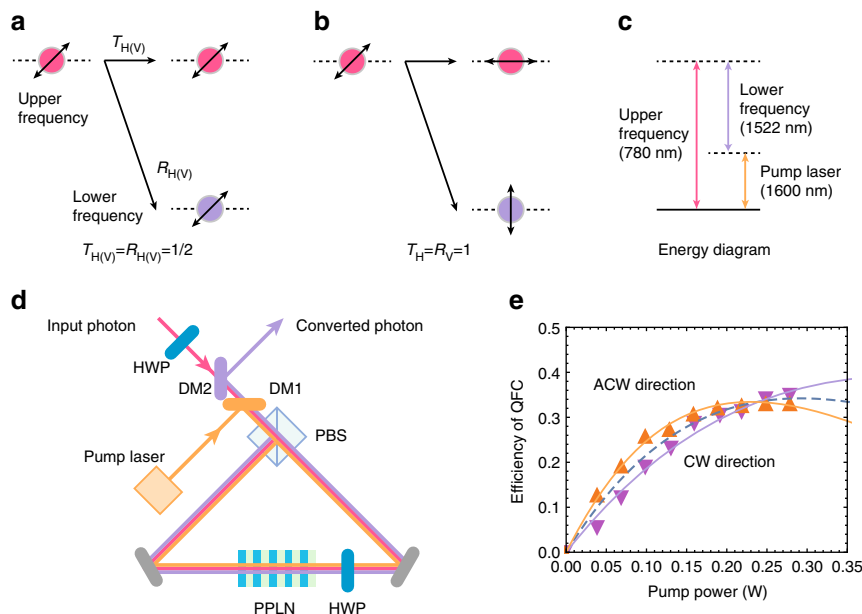 a
T_H(V)
Upper
frequency
R_H(V)
Lower
frequency
T_H(V)=R_H(V)=1/2
b
T_H=R_V=1
c
Upper
frequency
(780 nm)
Lower
frequency
(1522 nm)
Pump laser
(1600 nm)
Energy diagram
d
Input photon
Converted photon
HWP
DM2
DM1
PBS
Pump laser
PPLN
HWP
e
Efficiency of QFC
0.5
0.4
0.3
0.2
0.1
0.0
ACW direction
CW direction
0.00 0.05 0.10 0.15 0.20 0.25 0.30 0.35
Pump power (W)